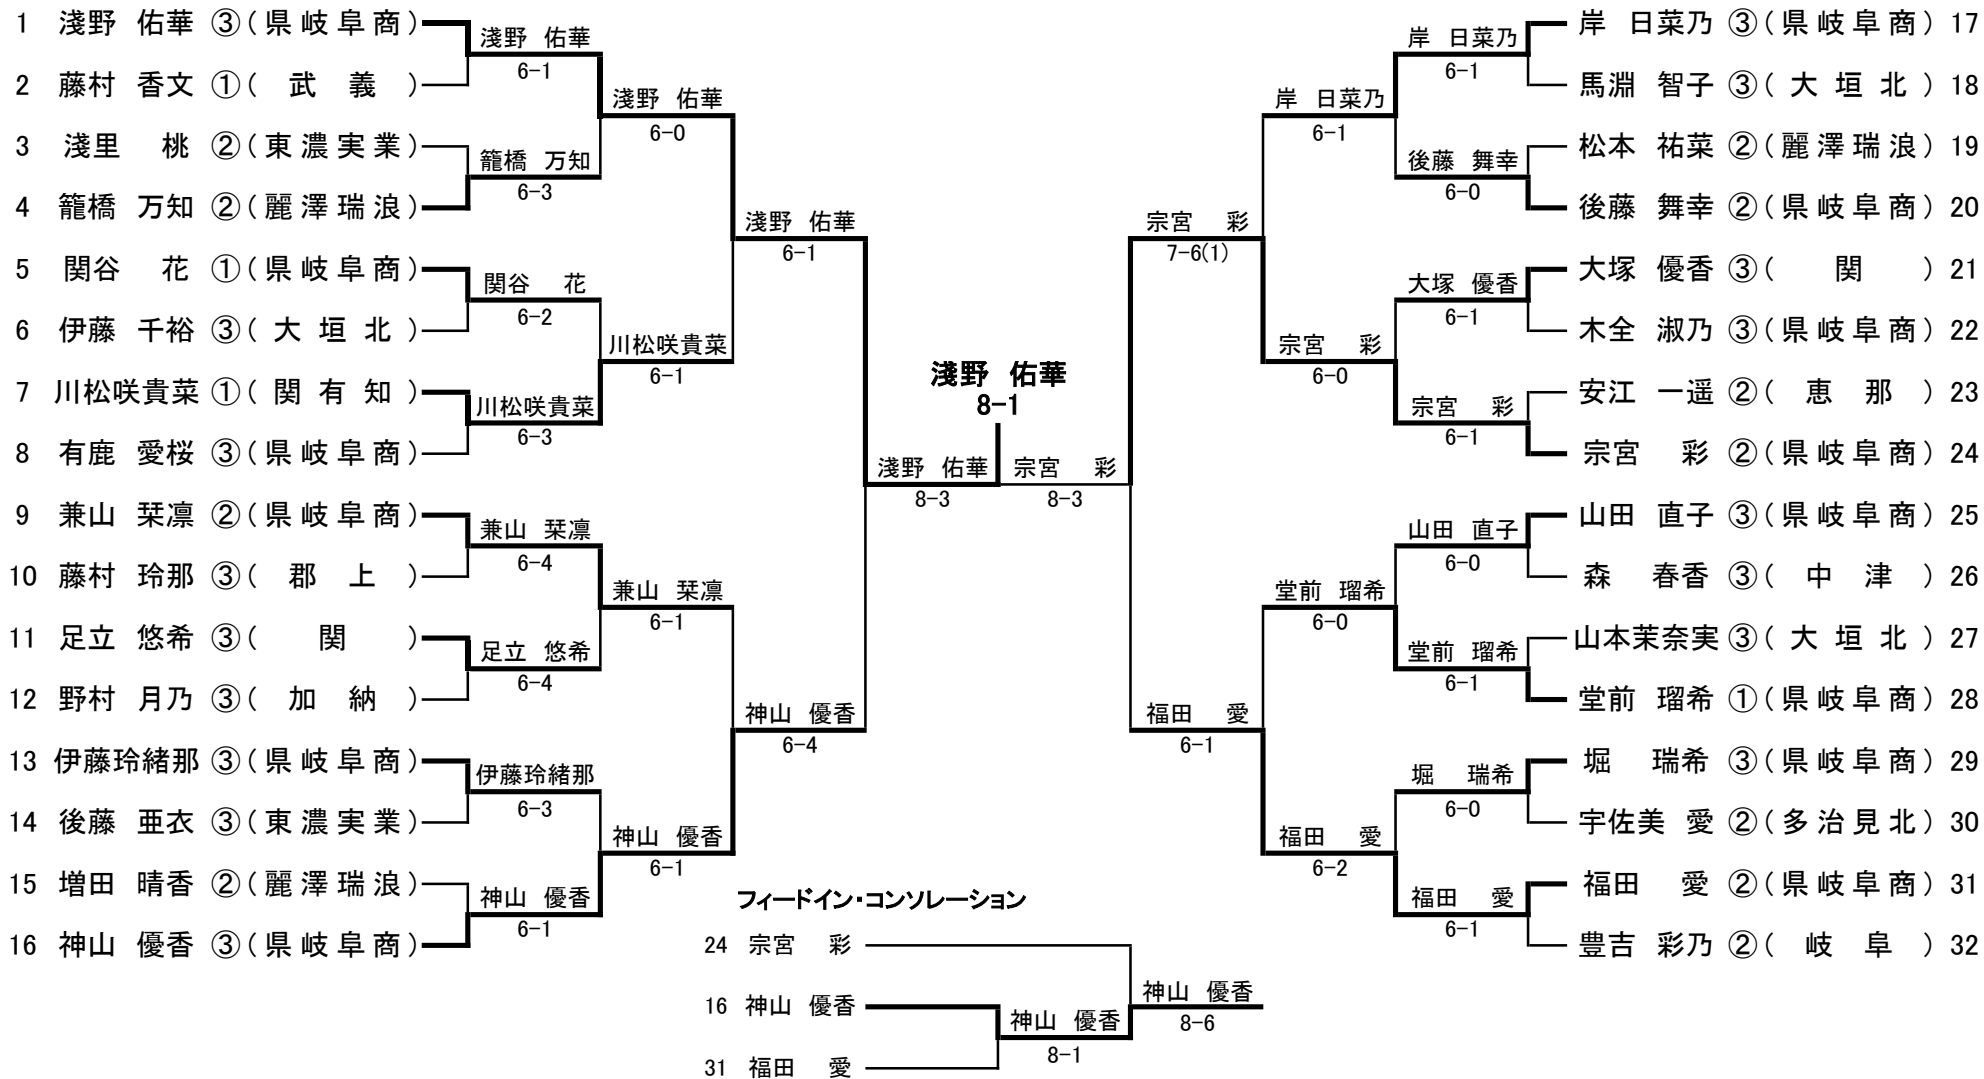 1 淺野 佑華 ③(県岐阜商)
2 藤村 香文 ①( 武 義 )
3 淺里 桃 ②(東濃実業)
4 籠橋 万知 ②(麗澤瑞浪)
5 関谷 花 ①(県岐阜商)
6 伊藤 千裕 ③(大 垣 北)
7 川松咲貴菜 ①(関 有 知)
8 有鹿 愛桜 ③(県岐阜商)
9 兼山 栞凛 ②(県岐阜商)
10 藤村 玲那 ③( 郡 上 )
11 足立 悠希 ③( 関 )
12 野村 月乃 ③( 加 納 )
13 伊藤玲緒那 ③(県岐阜商)
14 後藤 亜衣 ③(東濃実業)
15 増田 晴香 ②(麗澤瑞浪)
16 神山 優香 ③(県岐阜商)
淺野 佑華
6-1
籠橋 万知
6-3
関谷 花
6-2
川松咲貴菜
6-3
兼山 栞凛
6-4
足立 悠希
6-4
伊藤玲緒那
6-3
神山 優香
6-1
淺野 佑華
6-0
川松咲貴菜
6-1
兼山 栞凛
6-1
神山 優香
6-1
淺野 佑華
6-1
神山 優香
6-4
淺野 佑華
8-3
淺野 佑華
8-1
宗宮 彩
8-3
宗宮 彩
7-6(1)
福田 愛
6-1
岸 日菜乃
6-1
宗宮 彩
6-0
堂前 瑠希
6-0
福田 愛
6-2
岸 日菜乃
6-1
後藤 舞幸
6-0
大塚 優香
6-1
宗宮 彩
6-1
山田 直子
6-0
堂前 瑠希
6-1
堀 瑞希
6-0
福田 愛
6-1
岸 日菜乃 ③(県岐阜商) 17
馬淵 智子 ③(大 垣 北) 18
松本 祐菜 ②(麗澤瑞浪) 19
後藤 舞幸 ②(県岐阜商) 20
大塚 優香 ③( 関 ) 21
木全 淑乃 ③(県岐阜商) 22
安江 一遥 ②( 恵 那 ) 23
宗宮 彩 ②(県岐阜商) 24
山田 直子 ③(県岐阜商) 25
森 春香 ③( 中 津 ) 26
山本茉奈実 ③(大 垣 北) 27
堂前 瑠希 ①(県岐阜商) 28
堀 瑞希 ③(県岐阜商) 29
宇佐美 愛 ②(多治見北) 30
福田 愛 ②(県岐阜商) 31
豊吉 彩乃 ②( 岐 阜 ) 32
フィードイン・コンソレーション
24 宗宮 彩
16 神山 優香
31 福田 愛
神山 優香
8-1
神山 優香
8-6